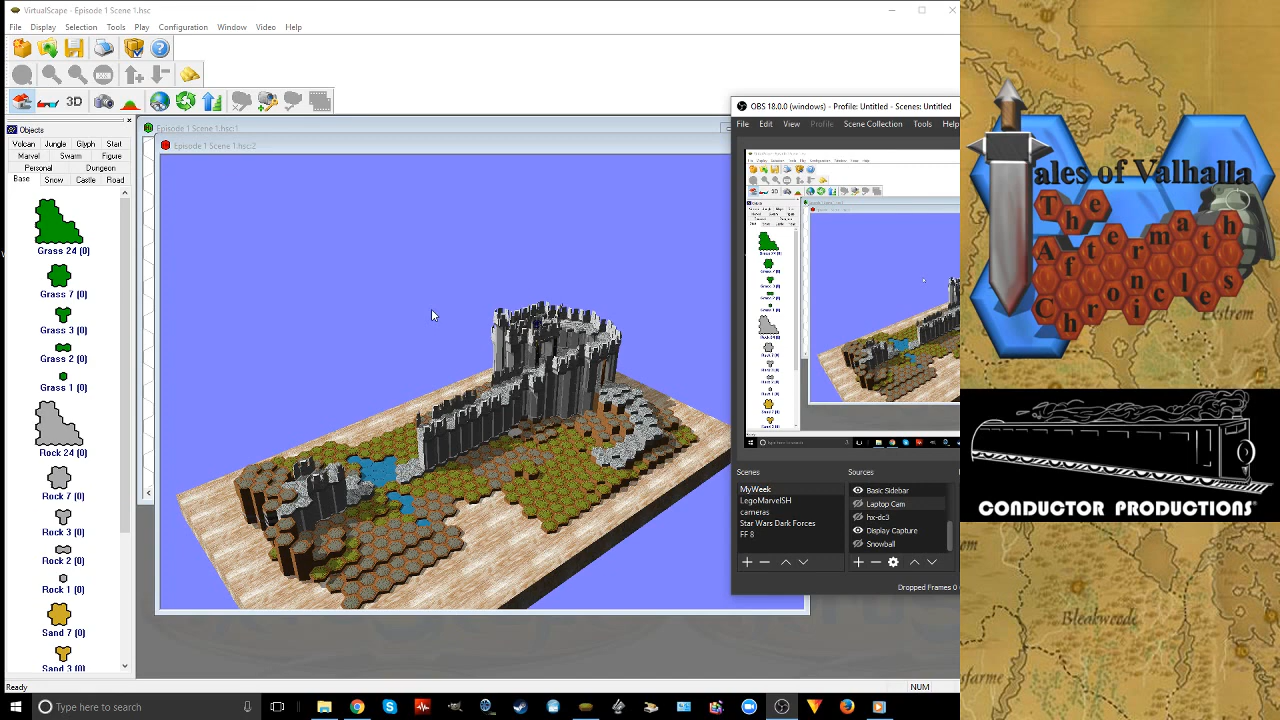 VirtualScape - Episode 1 Scene 1.hsc
File Display Selection Tools Play Configuration Window Video Help
3D
Objects
Volcan Jungle Glyph Start
Marvel Swam Figure
Personal
Base
Grass 24 (0)
Grass 7 (0)
Grass 3 (0)
Grass 2 (0)
Grass 1 (0)
Rock 24 (0)
Rock 7 (0)
Rock 3 (0)
Rock 2 (0)
Rock 1 (0)
Sand 7 (0)
Sand 3 (0)
Episode 1 Scene 1.hsc:1
Episode 1 Scene 1.hsc:2
OBS 18.0.0 (windows) - Profile: Untitled - Scenes: Untitled
File Edit View Profile Scene Collection Tools Help
Scenes
MyWeek
LegoMarvelSH
cameras
Star Wars Dark Forces
FF 8
Sources
Basic Sidebar
Laptop Cam
hx-dc3
Display Capture
Snowball
Dropped Frames 0
Ready
NUM
Type here to search
Tales of Valhalla
The
Aftermath
Chronicles
CONDUCTOR PRODUCTIONS
Bleakweede